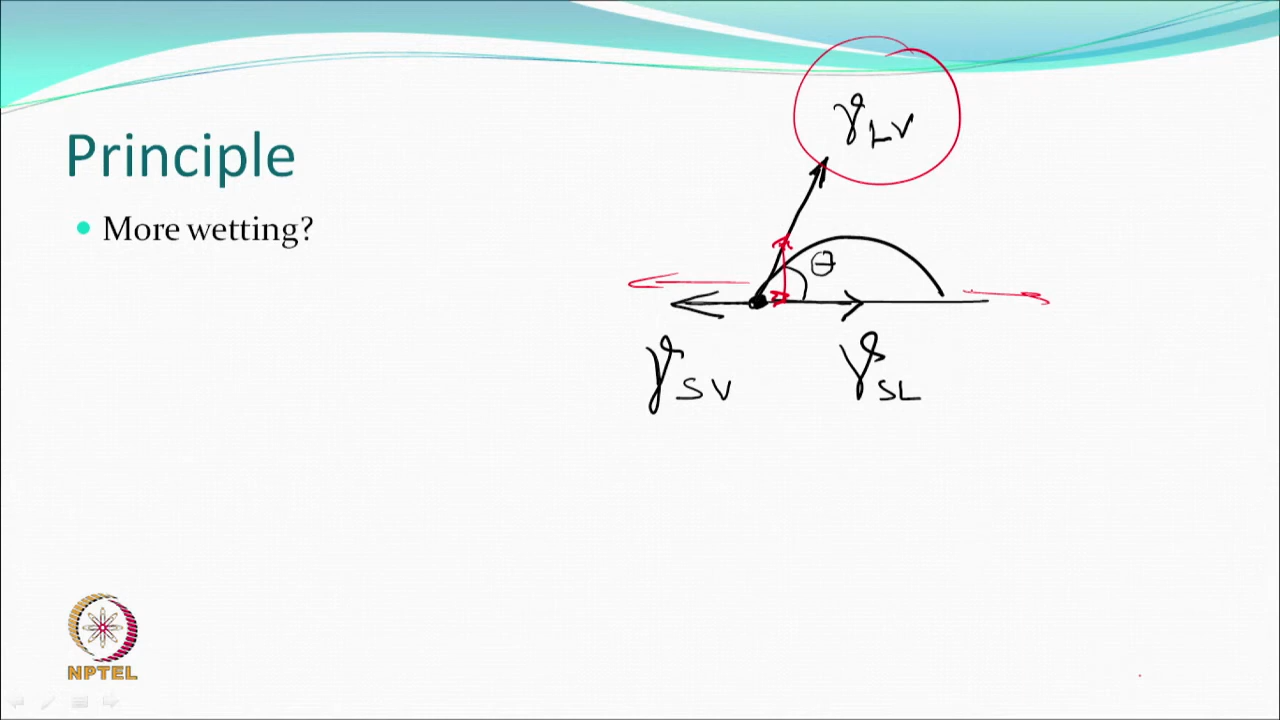 Principle
More wetting?
γLV
θ
γSV
γSL
NPTEL